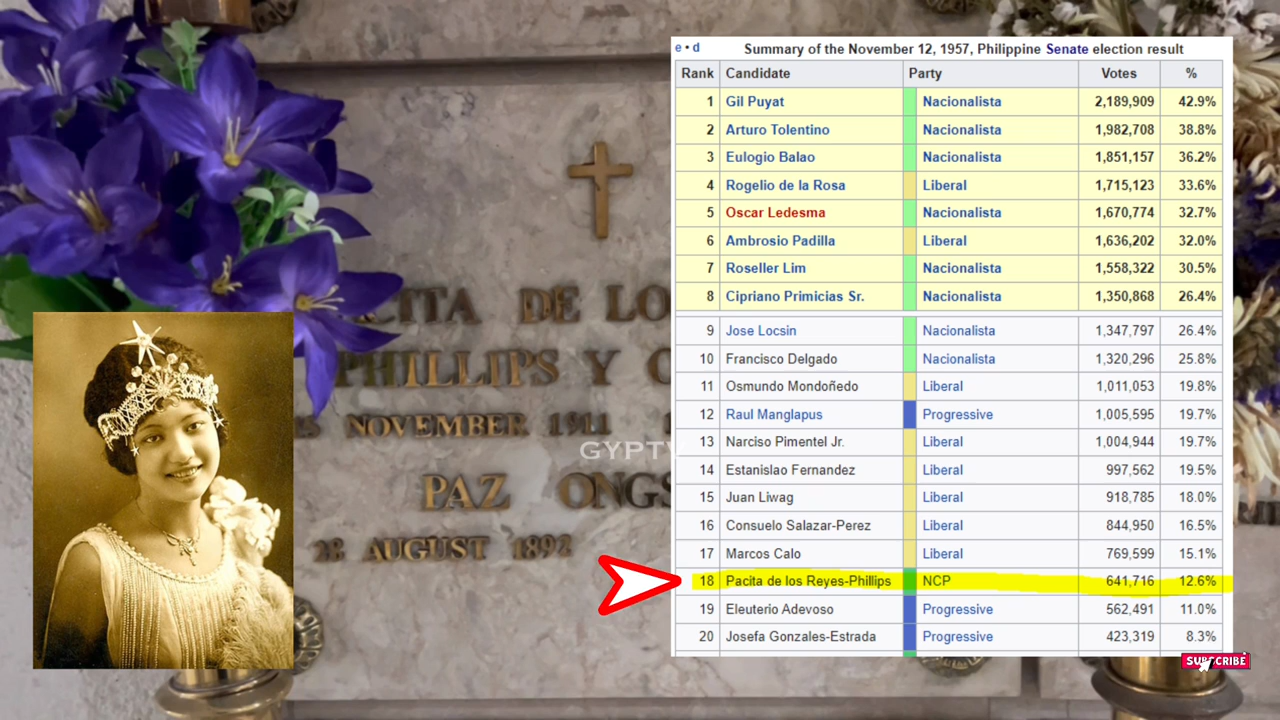 CITA DE LO
PHILLIPS Y
NOVEMBER 1911
PAZ ONGS
28 AUGUST 1892
GYPTV
e • d Summary of the November 12, 1957, Philippine Senate election result
Rank Candidate Party Votes %
1 Gil Puyat Nacionalista 2,189,909 42.9%
2 Arturo Tolentino Nacionalista 1,982,708 38.8%
3 Eulogio Balao Nacionalista 1,851,157 36.2%
4 Rogelio de la Rosa Liberal 1,715,123 33.6%
5 Oscar Ledesma Nacionalista 1,670,774 32.7%
6 Ambrosio Padilla Liberal 1,636,202 32.0%
7 Roseller Lim Nacionalista 1,558,322 30.5%
8 Cipriano Primicias Sr. Nacionalista 1,350,868 26.4%
9 Jose Locsin Nacionalista 1,347,797 26.4%
10 Francisco Delgado Nacionalista 1,320,296 25.8%
11 Osmundo Mondoñedo Liberal 1,011,053 19.8%
12 Raul Manglapus Progressive 1,005,595 19.7%
13 Narciso Pimentel Jr. Liberal 1,004,944 19.7%
14 Estanislao Fernandez Liberal 997,562 19.5%
15 Juan Liwag Liberal 918,785 18.0%
16 Consuelo Salazar-Perez Liberal 844,950 16.5%
17 Marcos Calo Liberal 769,599 15.1%
18 Pacita de los Reyes-Phillips NCP 641,716 12.6%
19 Eleuterio Adevoso Progressive 562,491 11.0%
20 Josefa Gonzales-Estrada Progressive 423,319 8.3%
SUBSCRIBE